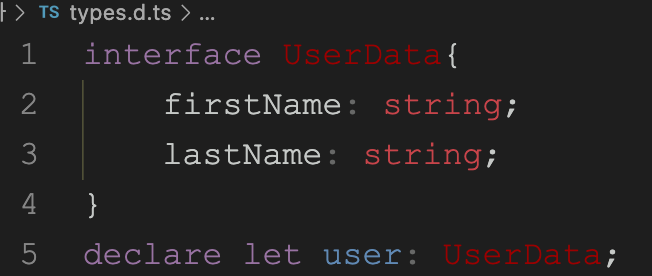 ㅏ > TS types.d.ts > ...
1 interface UserData{
2 firstName: string;
3 lastName: string;
4 }
5 declare let user: UserData;